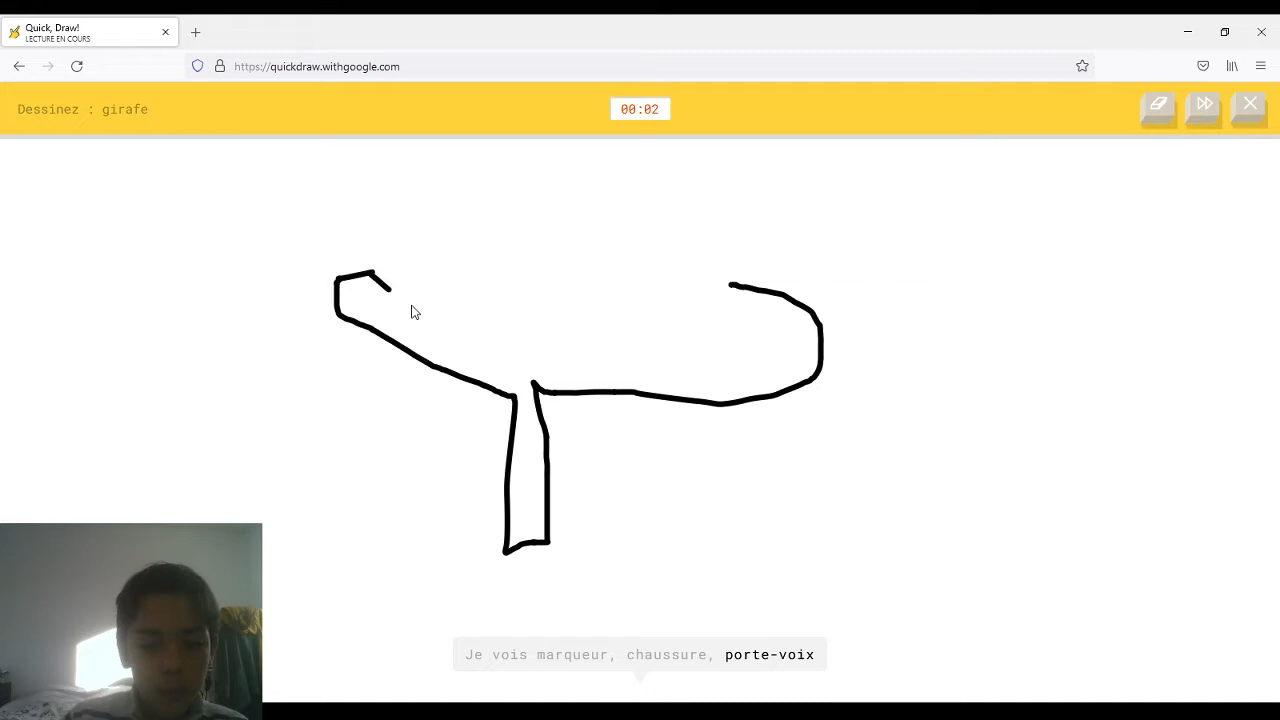 Quick, Draw!
LECTURE EN COURS
https://quickdraw.withgoogle.com
Dessinez : girafe
00:02
Je vois marqueur, chaussure, porte-voix